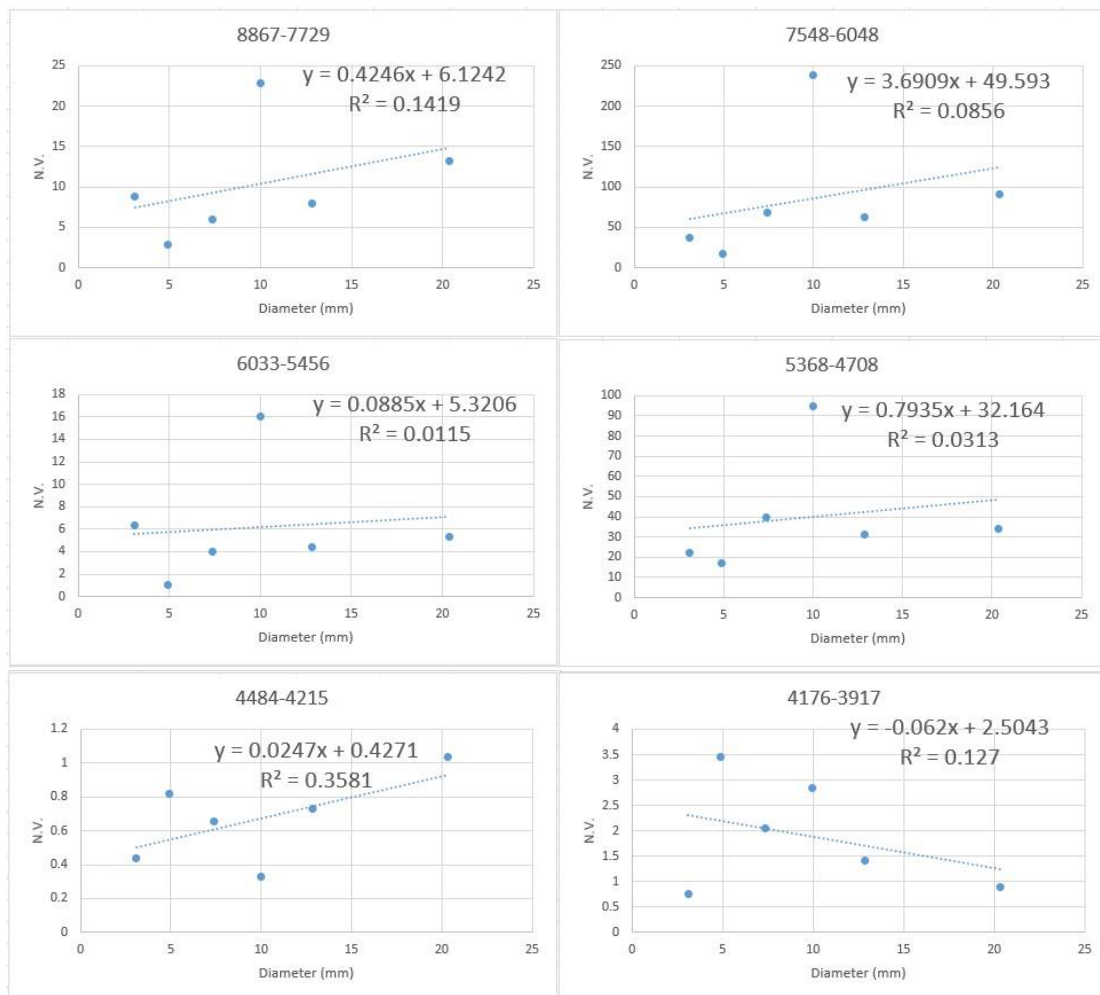 8867-7729
25
20
15
10
5
0
N.V.
y = 0.4246x + 6.1242
R² = 0.1419
0 5 10 15 20 25
Diameter (mm)
7548-6048
250
200
150
100
50
0
N.V.
y = 3.6909x + 49.593
R² = 0.0856
0 5 10 15 20 25
Diameter (mm)
6033-5456
18
16
14
12
10
8
6
4
2
0
N.V.
y = 0.0885x + 5.3206
R² = 0.0115
0 5 10 15 20 25
Diameter (mm)
5368-4708
100
90
80
70
60
50
40
30
20
10
0
N.V.
y = 0.7935x + 32.164
R² = 0.0313
0 5 10 15 20 25
Diameter (mm)
4484-4215
1.2
1
0.8
0.6
0.4
0.2
0
N.V.
y = 0.0247x + 0.4271
R² = 0.3581
0 5 10 15 20 25
Diameter (mm)
4176-3917
4
3.5
3
2.5
2
1.5
1
0.5
0
N.V.
y = -0.062x + 2.5043
R² = 0.127
0 5 10 15 20 25
Diameter (mm)